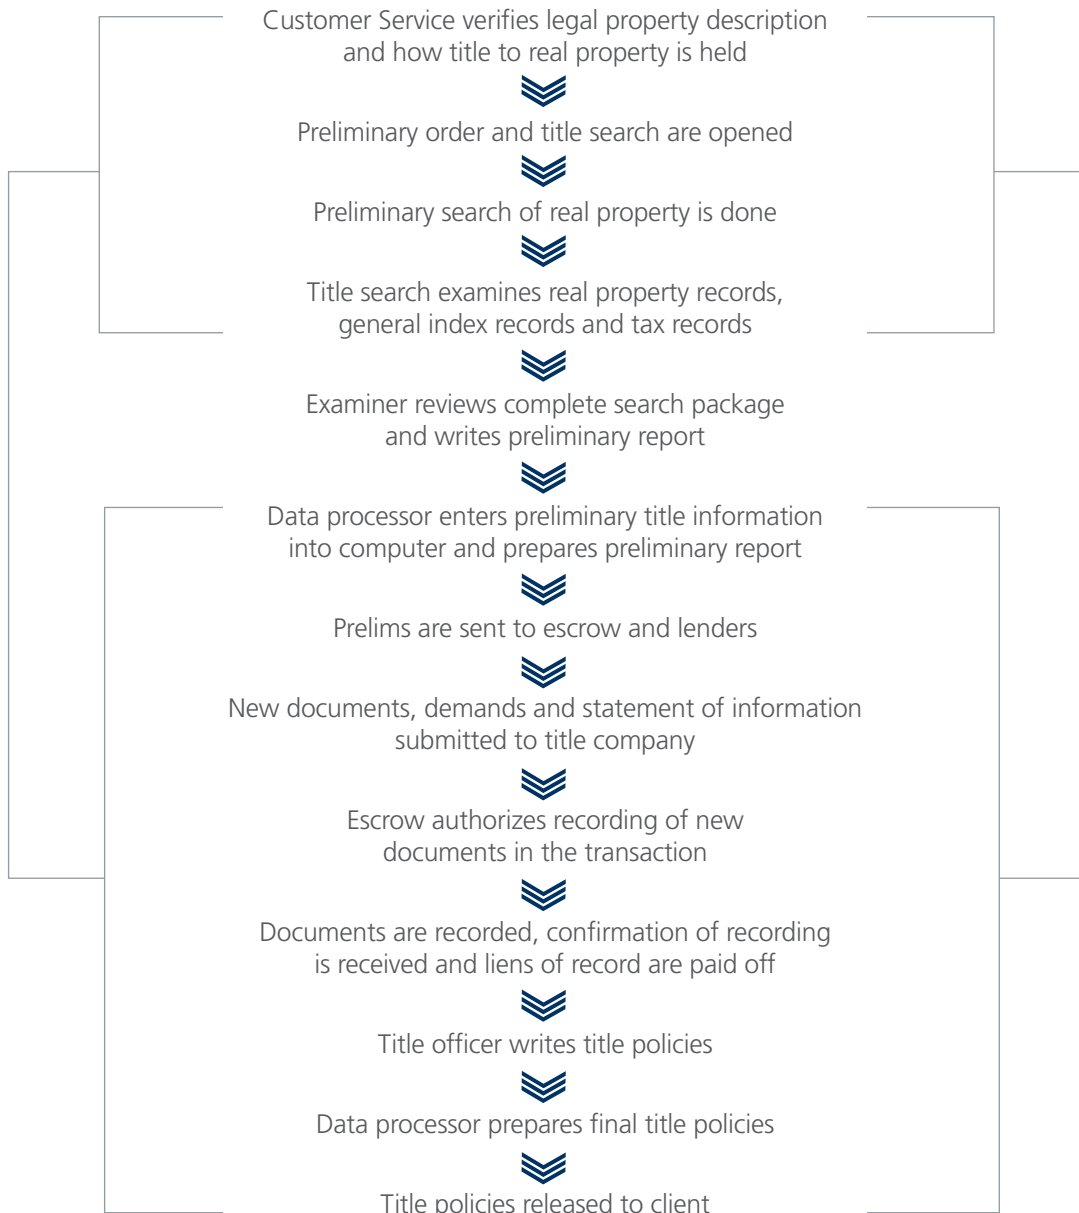 Customer Service verifies legal property description
and how title to real property is held
Preliminary order and title search are opened
Preliminary search of real property is done
Title search examines real property records,
general index records and tax records
Examiner reviews complete search package
and writes preliminary report
Data processor enters preliminary title information
into computer and prepares preliminary report
Prelims are sent to escrow and lenders
New documents, demands and statement of information
submitted to title company
Escrow authorizes recording of new
documents in the transaction
Documents are recorded, confirmation of recording
is received and liens of record are paid off
Title officer writes title policies
Data processor prepares final title policies
Title policies released to client